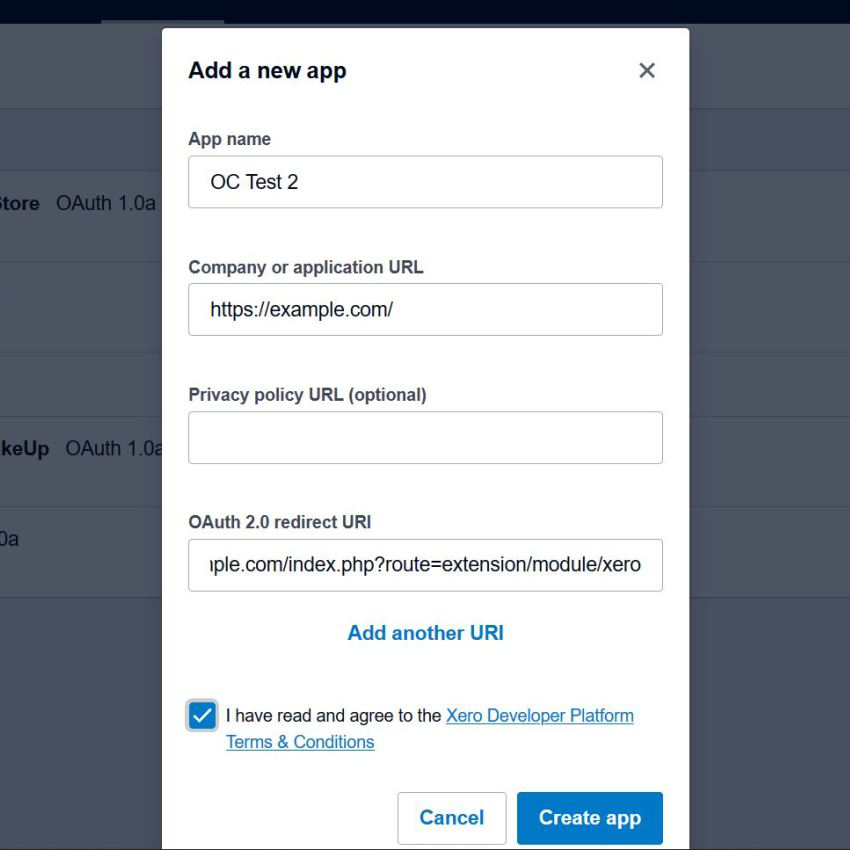 Add a new app
App name
OC Test 2
Store OAuth 1.0a
Company or application URL
https://example.com/
Privacy policy URL (optional)
keUp OAuth 1.0a
OAuth 2.0 redirect URI
0a
mple.com/index.php?route=extension/module/xero
Add another URI
I have read and agree to the Xero Developer Platform
Terms & Conditions
Cancel Create app